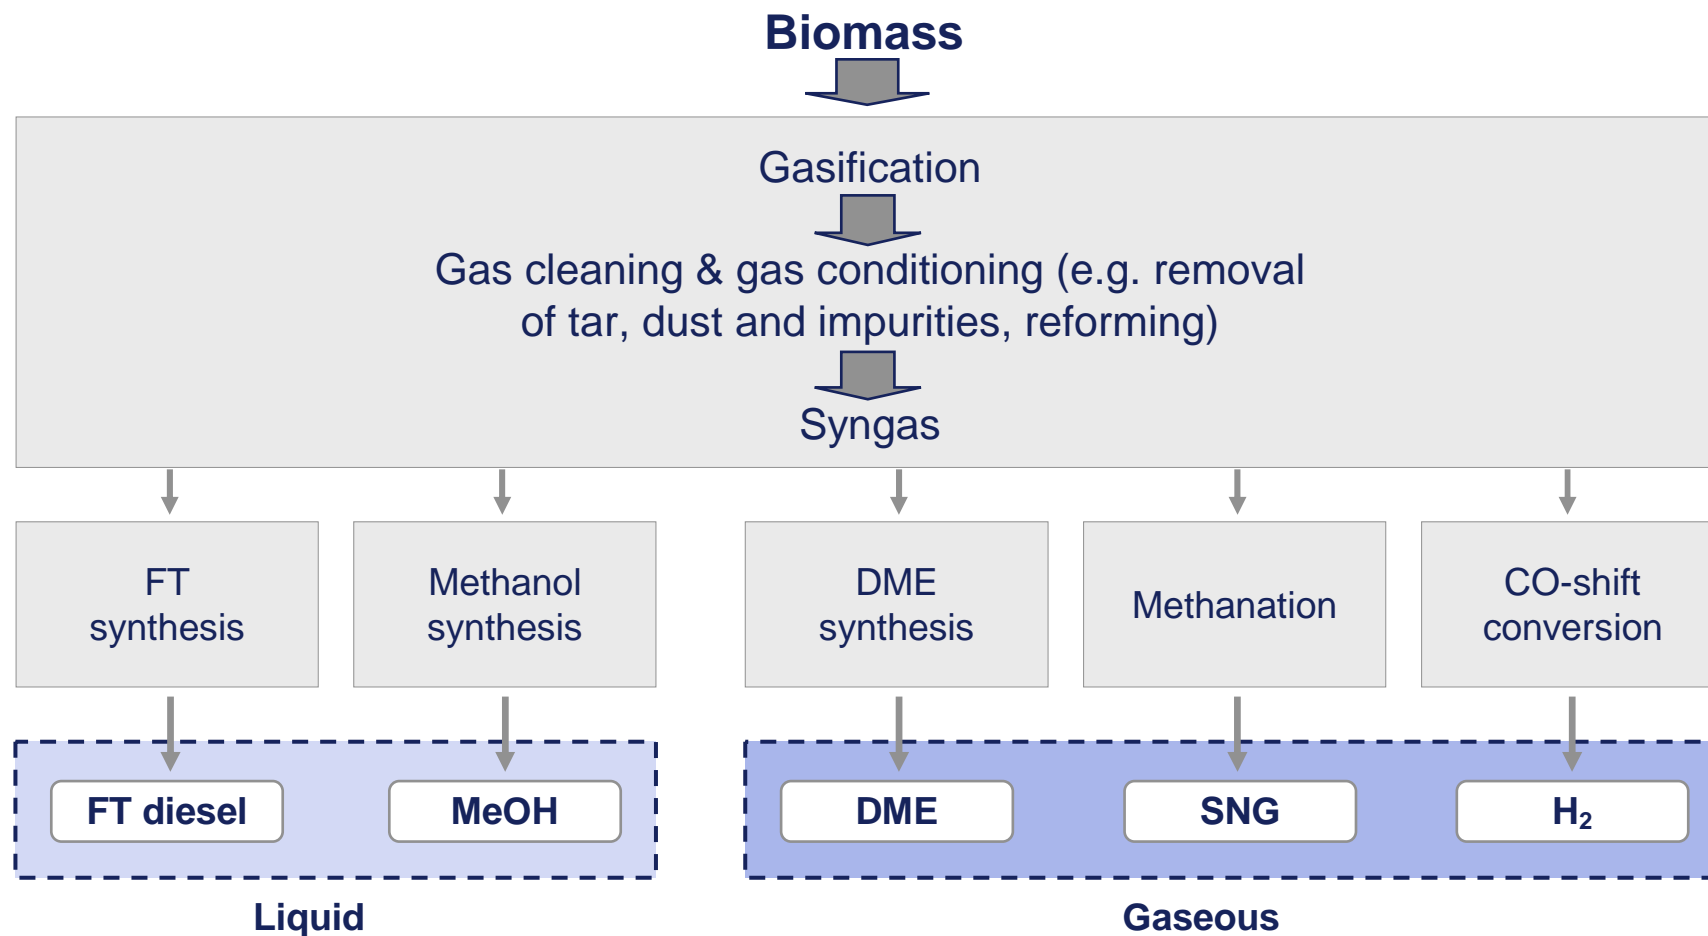 Biomass
Gasification
Gas cleaning & gas conditioning (e.g. removal
of tar, dust and impurities, reforming)
Syngas
FT
synthesis
Methanol
synthesis
DME
synthesis
Methanation
CO-shift
conversion
FT diesel
MeOH
DME
SNG
H₂
Liquid
Gaseous